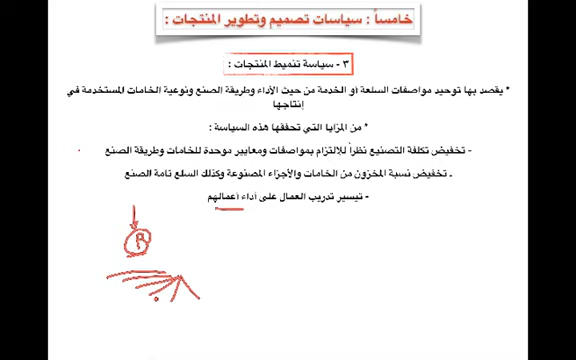 خامساً : سياسات تصميم وتطوير المنتجات :
٣ - سياسة تنميط المنتجات :
* يقصد بها توحيد مواصفات السلعة أو الخدمة من حيث الأداء وطريقة الصنع ونوعية الخامات المستخدمة في
إنتاجها
* من المزايا التي تحققها هذه السياسة :
- تخفيض تكلفة التصنيع نظراً للإلتزام بمواصفات ومعايير موحدة للخامات وطريقة الصنع
- تخفيض نسبة المخزون من الخامات والأجزاء المصنوعة وكذلك السلع تامة الصنع
- تيسير تدريب العمال على أداء أعمالهم